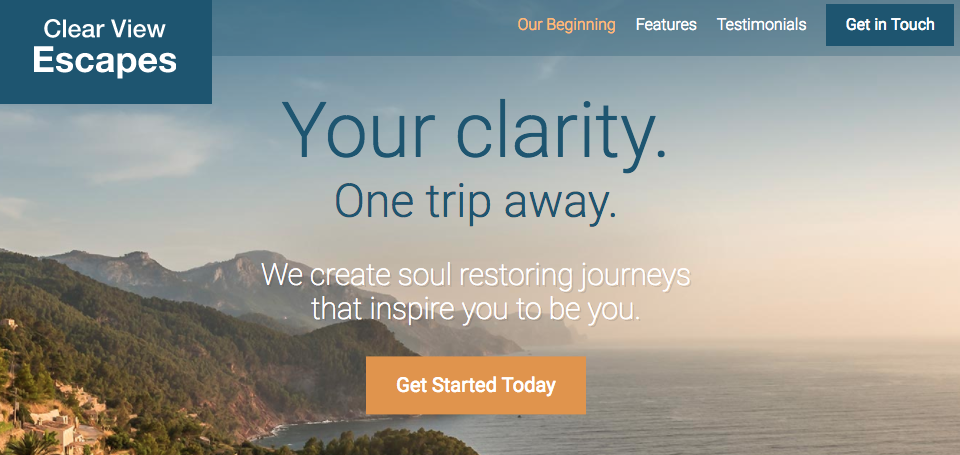 Clear View
Escapes
Our Beginning Features Testimonials Get in Touch
Your clarity.
One trip away.
We create soul restoring journeys
that inspire you to be you.
Get Started Today